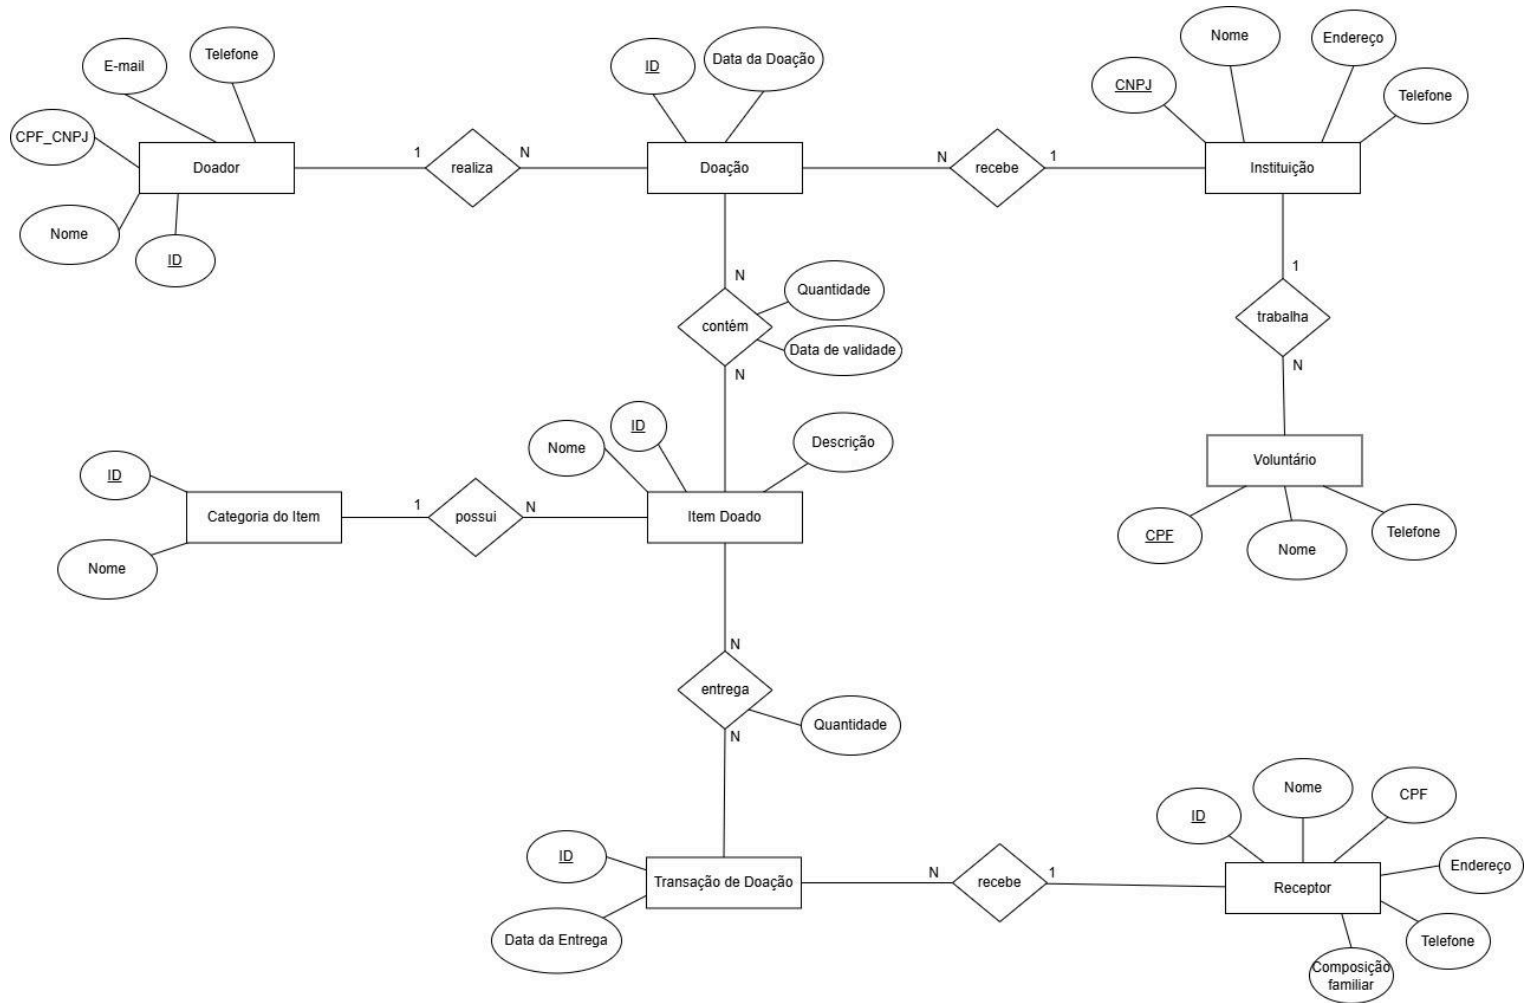 Nome
Endereço
E-mail
Telefone
ID
Data da Doação
CNPJ
Telefone
CPF_CNPJ
Doador
1
realiza
N
Doação
N
recebe
1
Instituição
Nome
ID
N
contém
N
Quantidade
Data de validade
1
trabalha
N
ID
Nome
Descrição
Voluntário
CPF
Nome
Telefone
ID
Categoria do Item
Nome
1
possui
N
Item Doado
N
entrega
N
Quantidade
ID
Nome
CPF
ID
Transação de Doação
Data da Entrega
N
recebe
1
Receptor
Endereço
Telefone
Composição
familiar